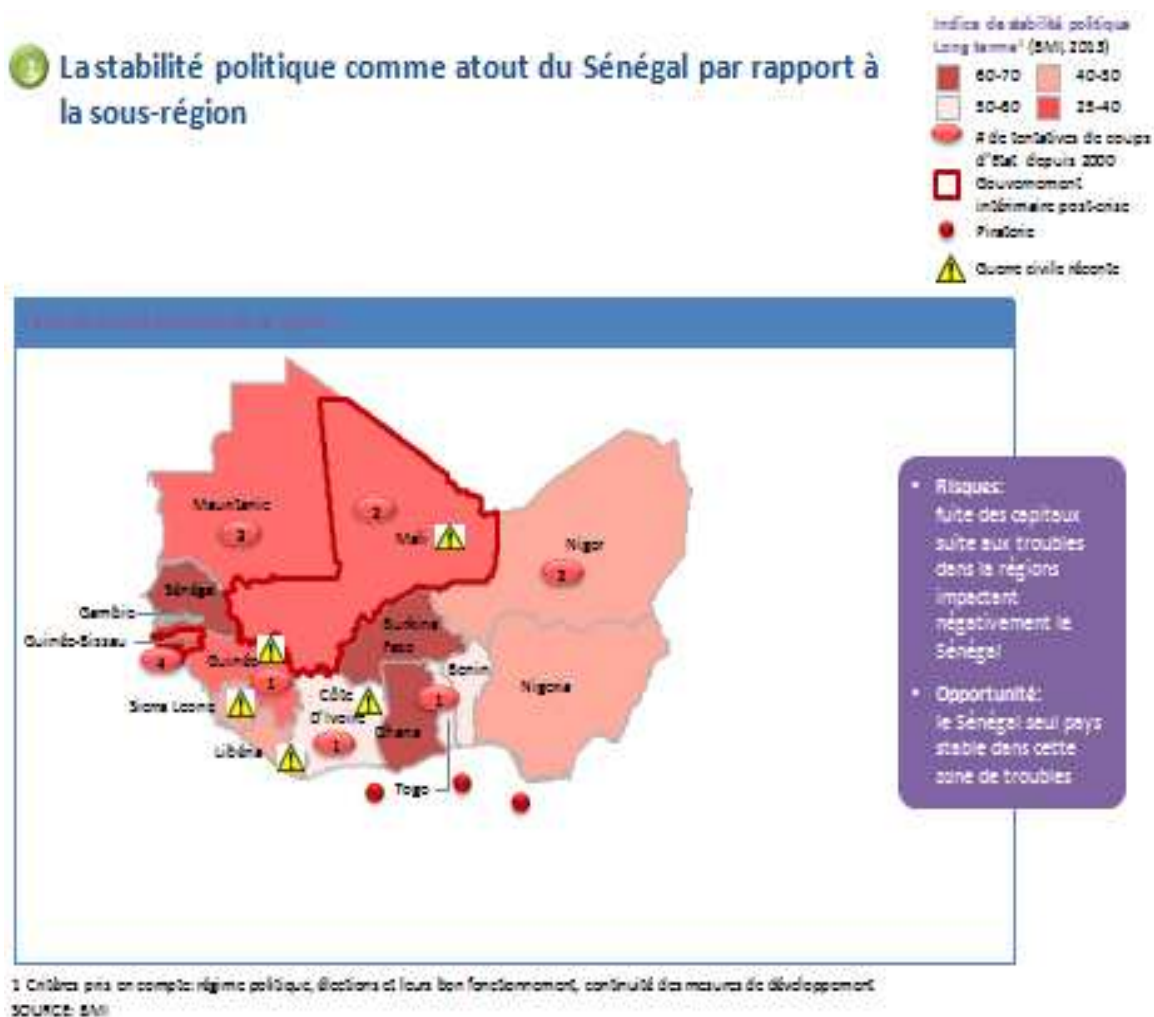 La stabilité politique comme atout du Sénégal par rapport à
la sous-région
Indice de stabilité politique
Long terme¹ (BMI, 2013)
60-70
40-50
50-60
25-40
# de tentatives de coups
d'Etat depuis 2000
Gouvernement
intérimaire post-crise
Piraterie
Guerre civile récente
Mauritanie
3
2
Mali
Niger
2
Sénégal
Gambie
Guinée-Bissau
4
Guinée
1
Burkina
Faso
Bénin
Nigeria
Sierra Leone
Côte
D'Ivoire
1
Ghana
1
Libéria
Togo
• Risques:
fuite des capitaux
suite aux troubles
dans la régions
impactant
négativement le
Sénégal
• Opportunité:
le Sénégal seul pays
stable dans cette
zone de troubles
1 Critères pris en compte: régime politique, élections et leurs bon fonctionnement, continuité des mesures de développement
SOURCE: BMI